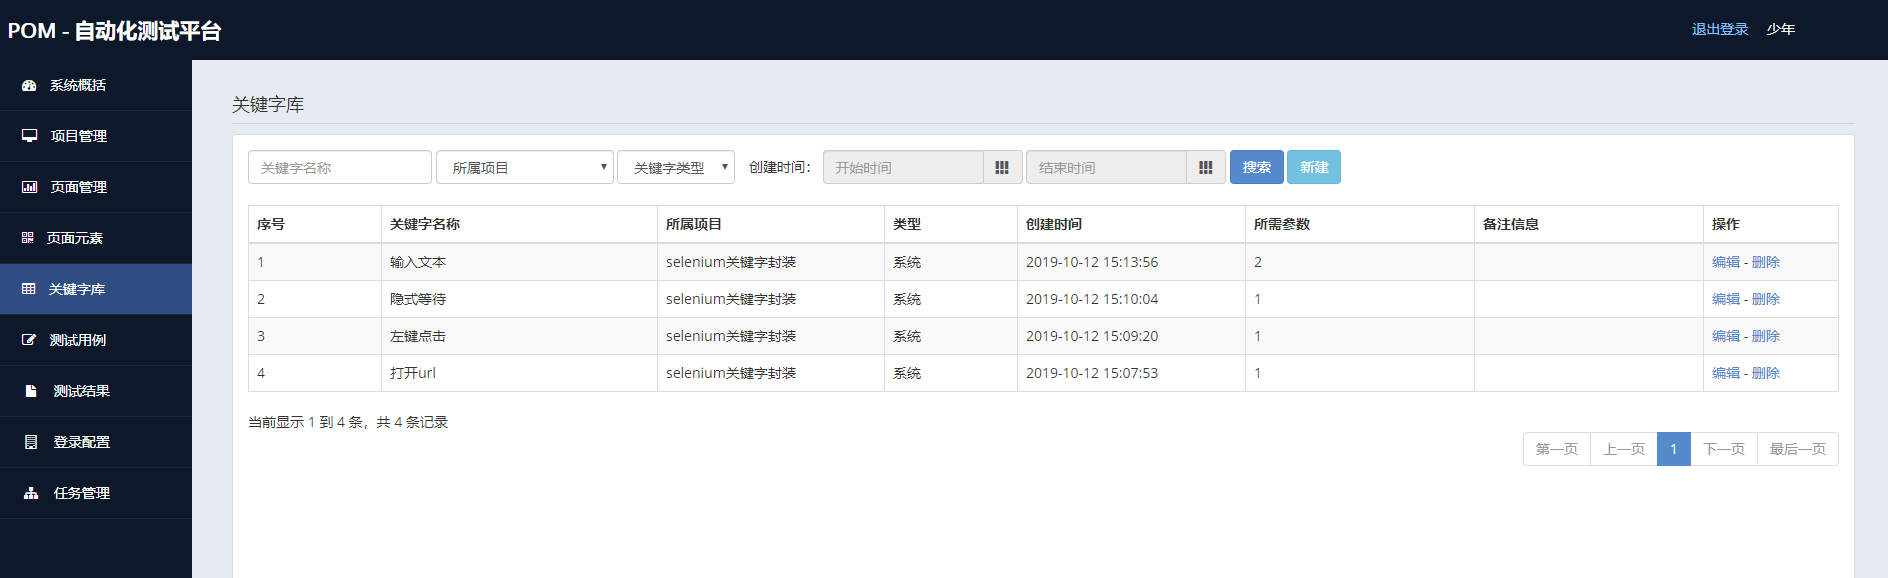 POM - 自动化测试平台
退出登录 少年
系统概括
项目管理
页面管理
页面元素
关键字库
测试用例
测试结果
登录配置
任务管理
关键字库
关键字名称 所属项目 关键字类型 创建时间： 开始时间 结束时间 搜索 新建
序号 关键字名称 所属项目 类型 创建时间 所需参数 备注信息 操作
1 输入文本 selenium关键字封装 系统 2019-10-12 15:13:56 2 编辑 - 删除
2 隐式等待 selenium关键字封装 系统 2019-10-12 15:10:04 1 编辑 - 删除
3 左键点击 selenium关键字封装 系统 2019-10-12 15:09:20 1 编辑 - 删除
4 打开url selenium关键字封装 系统 2019-10-12 15:07:53 1 编辑 - 删除
当前显示 1 到 4 条，共 4 条记录
第一页 上一页 1 下一页 最后一页